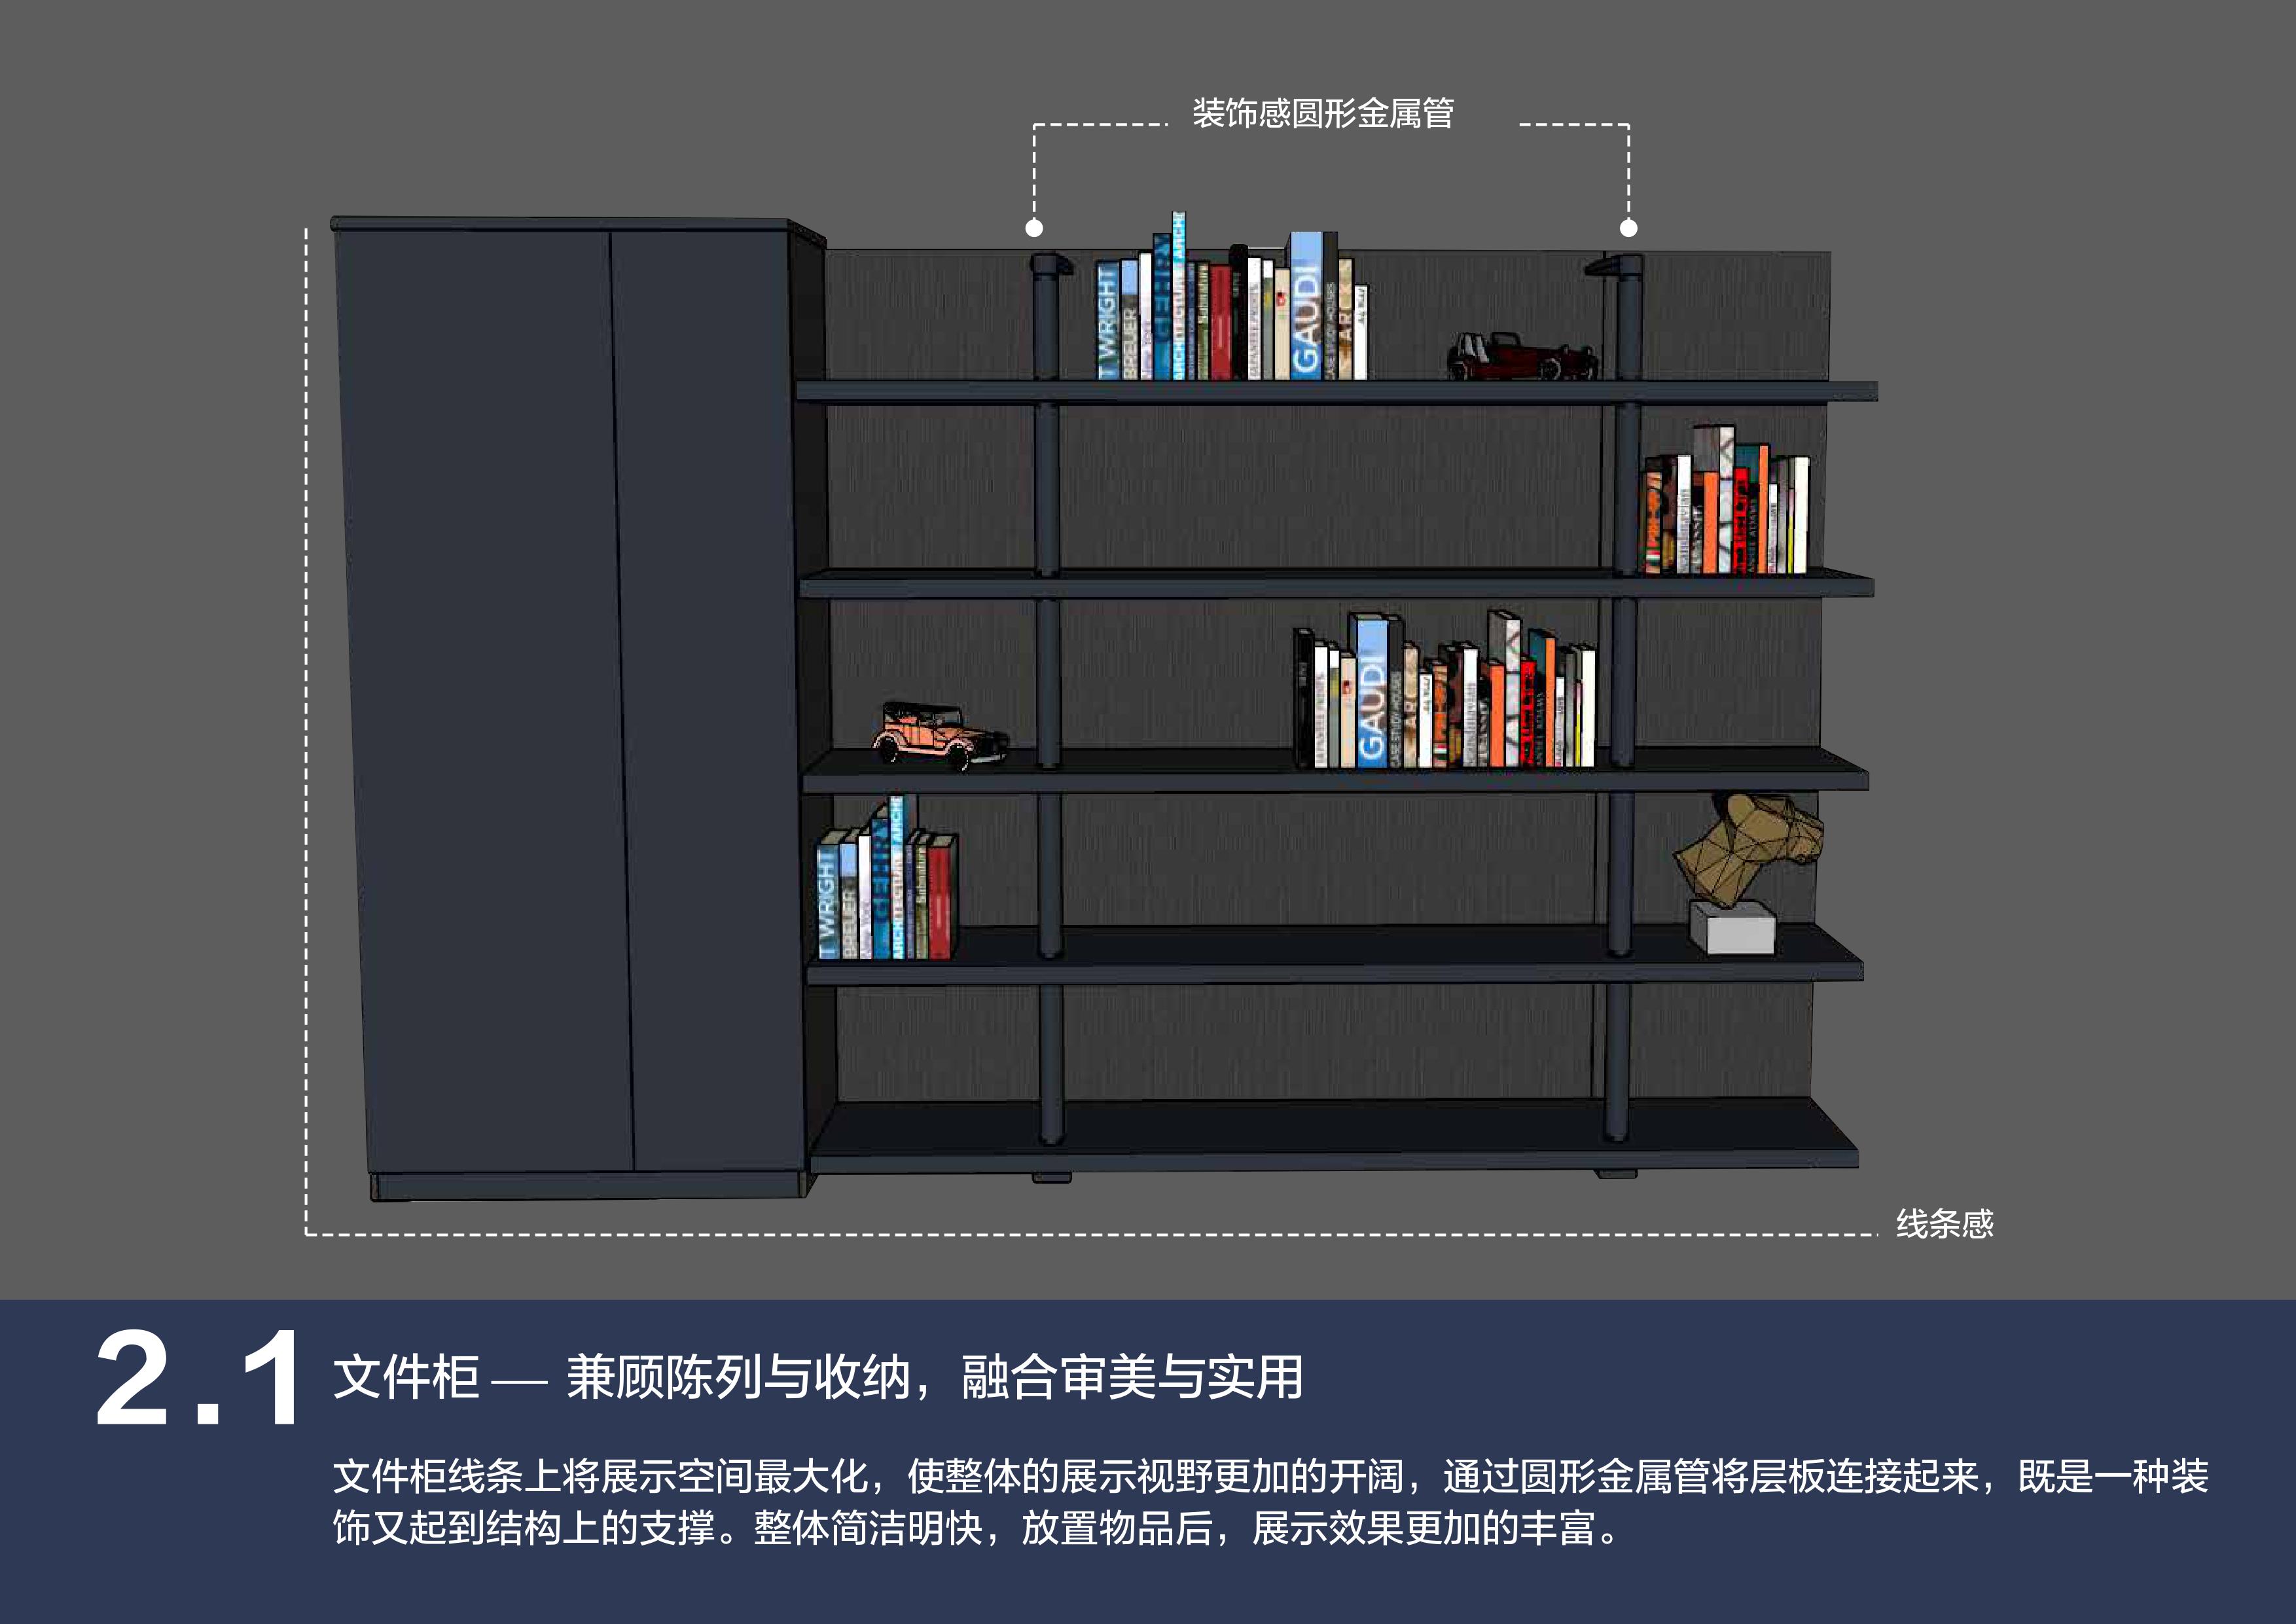 装饰感圆形金属管
T WRIGHT
BREUER
GAUDI
GAUDI
T WRIGHT
BREUER
线条感
2.1 文件柜 — 兼顾陈列与收纳，融合审美与实用
文件柜线条上将展示空间最大化，使整体的展示视野更加的开阔，通过圆形金属管将层板连接起来，既是一种装
饰又起到结构上的支撑。整体简洁明快，放置物品后，展示效果更加的丰富。